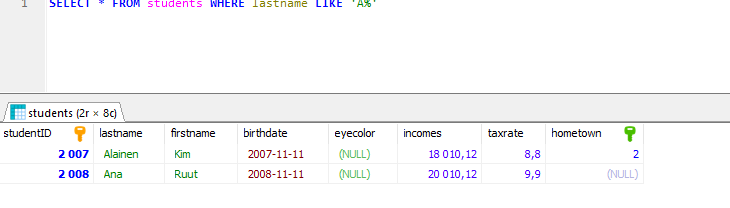 1 SELECT * FROM students WHERE lastname LIKE 'A%'
students (2r × 8c)
studentID lastname firstname birthdate eyecolor incomes taxrate hometown
2 007 Alainen Kim 2007-11-11 (NULL) 18 010,12 8,8 2
2 008 Ana Ruut 2008-11-11 (NULL) 20 010,12 9,9 (NULL)